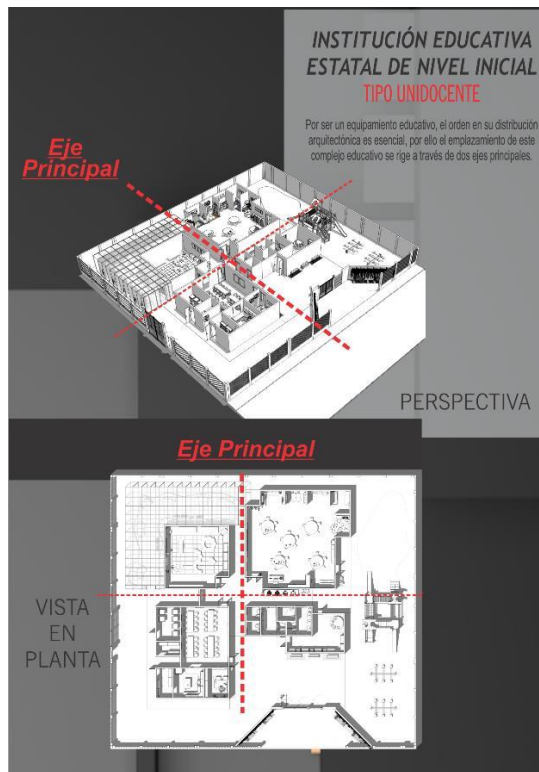 INSTITUCIÓN EDUCATIVA
ESTATAL DE NIVEL INICIAL
TIPO UNIDOCENTE
Por ser un equipamiento educativo, el orden en su distribución
arquitectónica es esencial, por ello el emplazamiento de este
complejo educativo se rige a través de dos ejes principales.
Eje
Principal
PERSPECTIVA
Eje Principal
VISTA
EN
PLANTA